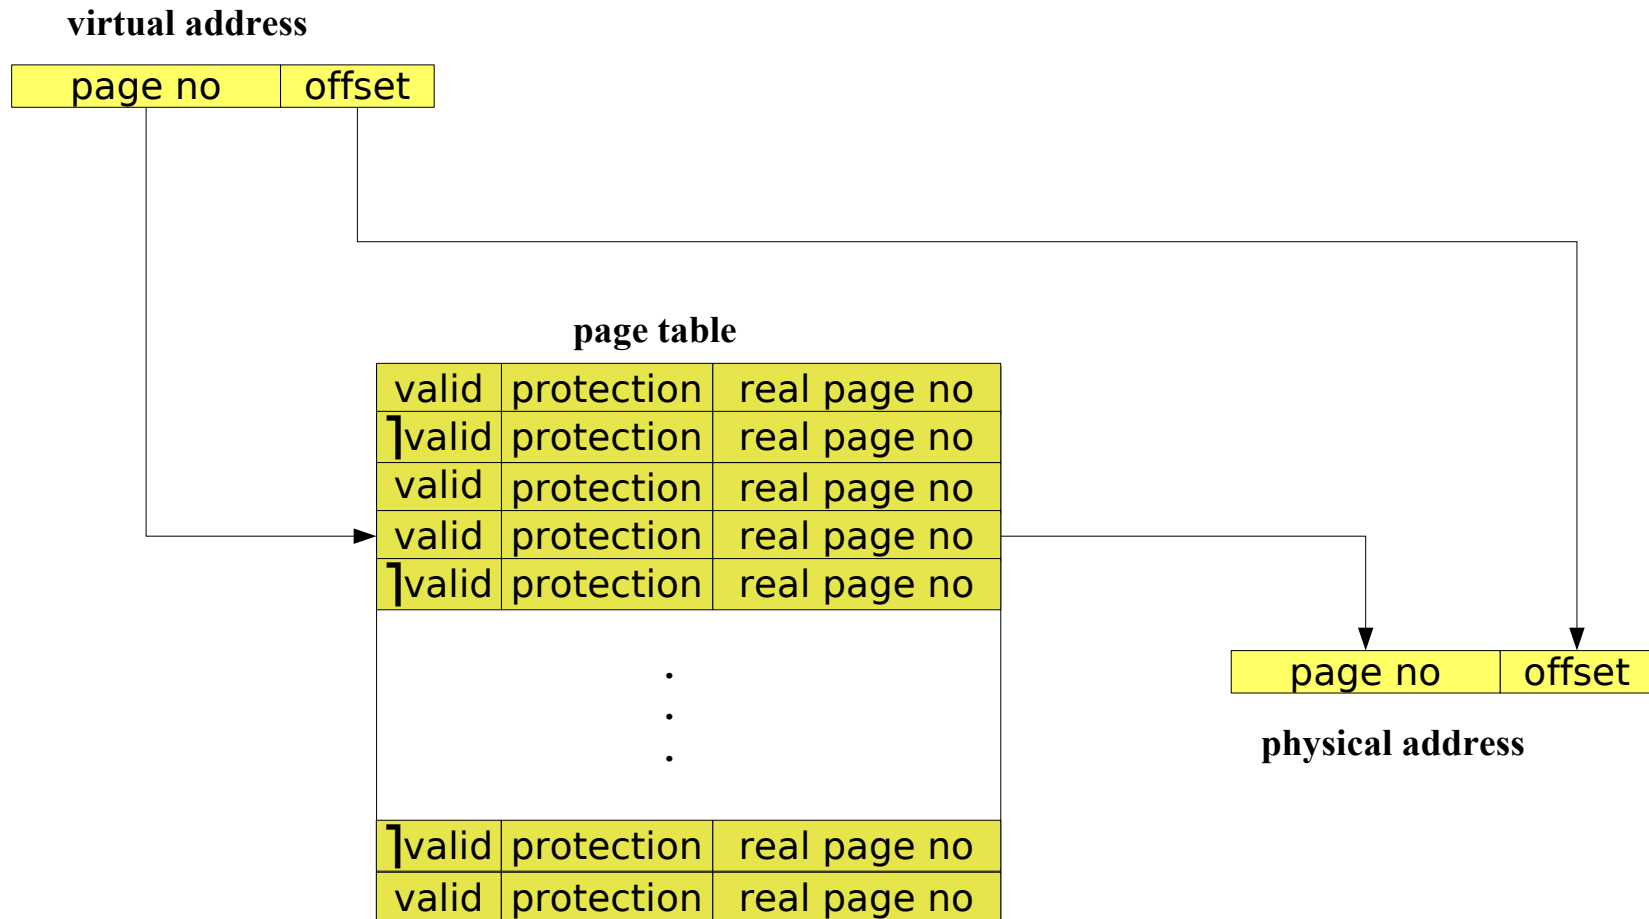 virtual address
page no offset
page table
valid protection real page no
⌉valid protection real page no
valid protection real page no
valid protection real page no
⌉valid protection real page no
.
.
.
page no offset
physical address
⌉valid protection real page no
valid protection real page no